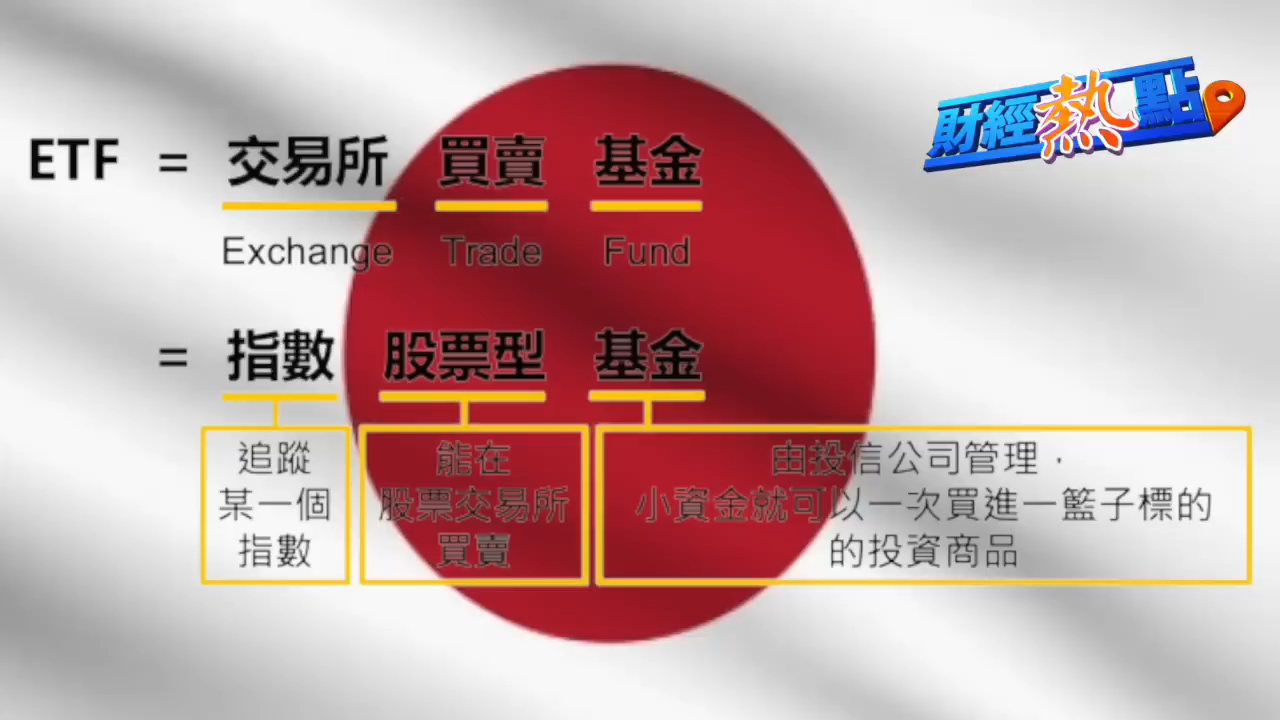 財經熱點
ETF = 交易所 買賣 基金
Exchange Trade Fund
= 指數 股票型 基金
追蹤
某一個
指數
能在
股票交易所
買賣
由投信公司管理，
小資金就可以一次買進一籃子標的
的投資商品